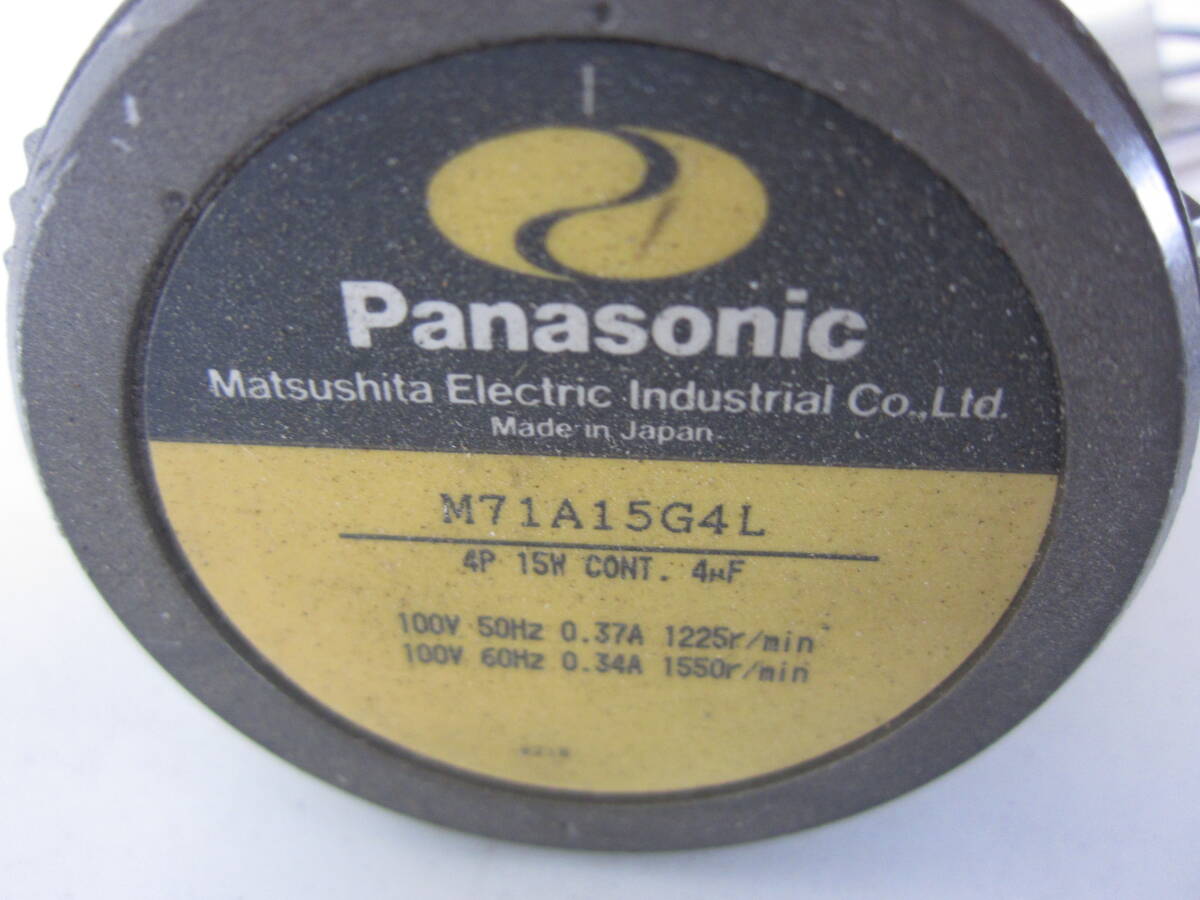 Panasonic
Matsushita Electric Industrial Co.,Ltd.
Made in Japan
M71A15G4L
4P 15W CONT. 4μF
100V 50Hz 0.37A 1225r/min
100V 60Hz 0.34A 1550r/min